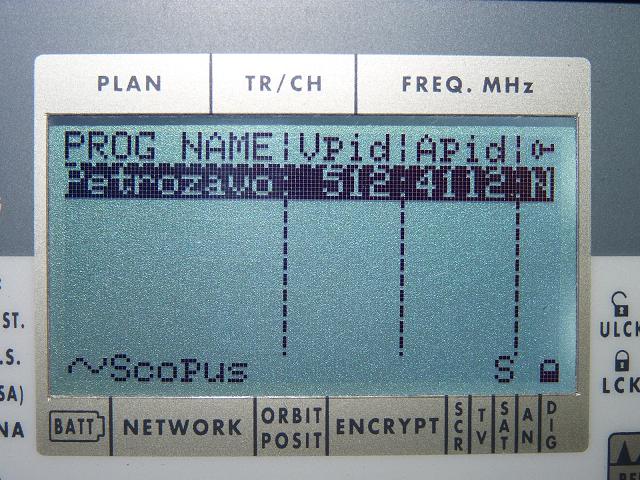 PLAN TR/CH FREQ. MHz
PROG NAME|VPid|APid|
Petrozavo 512 4112 N
~ScoPus S
BATT NETWORK ORBIT POSIT ENCRYPT SCR TV SAT AN DIG
ST.
.S.
SA)
NA
ULCK
LCK